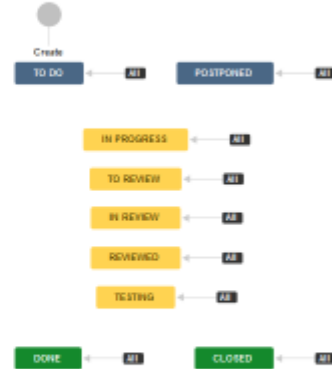 Create
TO DO All POSTPONED All
IN PROGRESS All
TO REVIEW All
IN REVIEW All
REVIEWED All
TESTING All
DONE All CLOSED All